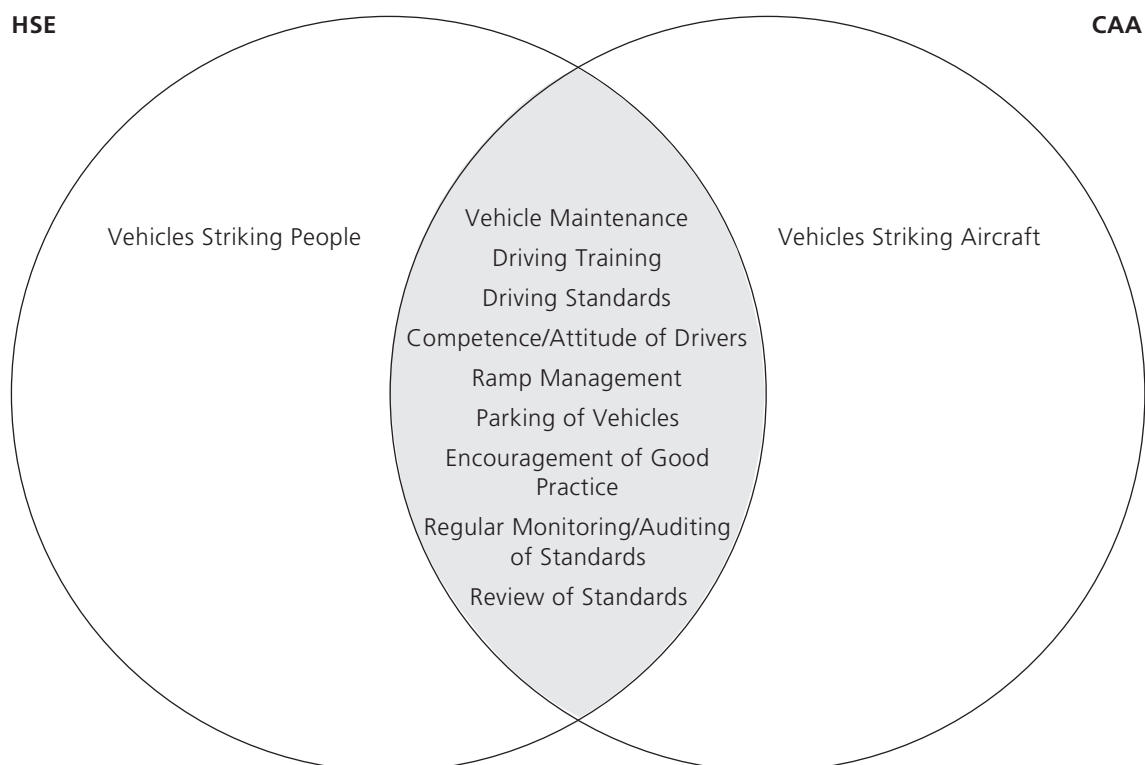 HSE
CAA
Vehicles Striking People
Vehicle Maintenance
Driving Training
Driving Standards
Competence/Attitude of Drivers
Ramp Management
Parking of Vehicles
Encouragement of Good
Practice
Regular Monitoring/Auditing
of Standards
Review of Standards
Vehicles Striking Aircraft